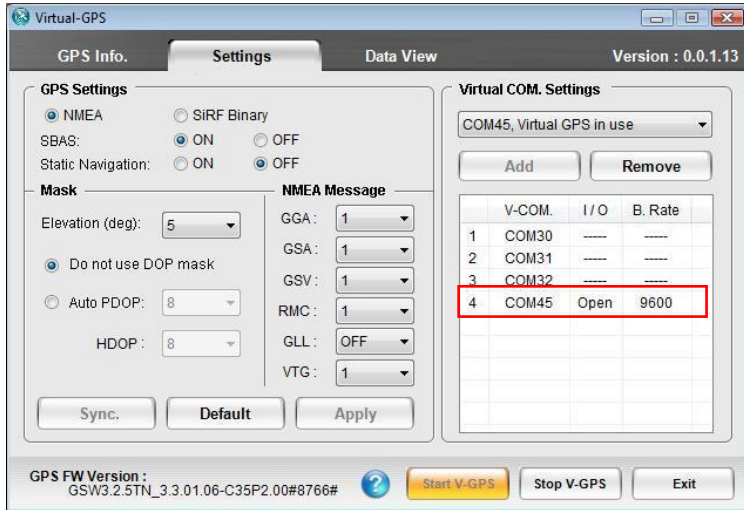 Virtual-GPS
GPS Info. Settings Data View Version : 0.0.1.13
GPS Settings
NMEA SiRF Binary
SBAS: ON OFF
Static Navigation: ON OFF
Mask
Elevation (deg): 5
Do not use DOP mask
Auto PDOP: 8
HDOP : 8
NMEA Message
GGA : 1
GSA : 1
GSV : 1
RMC : 1
GLL : OFF
VTG : 1
Sync. Default Apply
Virtual COM. Settings
COM45, Virtual GPS in use
Add Remove
V-COM. I / O B. Rate
1 COM30 ----- -----
2 COM31 ----- -----
3 COM32 ----- -----
4 COM45 Open 9600
GPS FW Version :
GSW3.2.5TN_3.3.01.06-C35P2.00#8766#
? Start V-GPS Stop V-GPS Exit